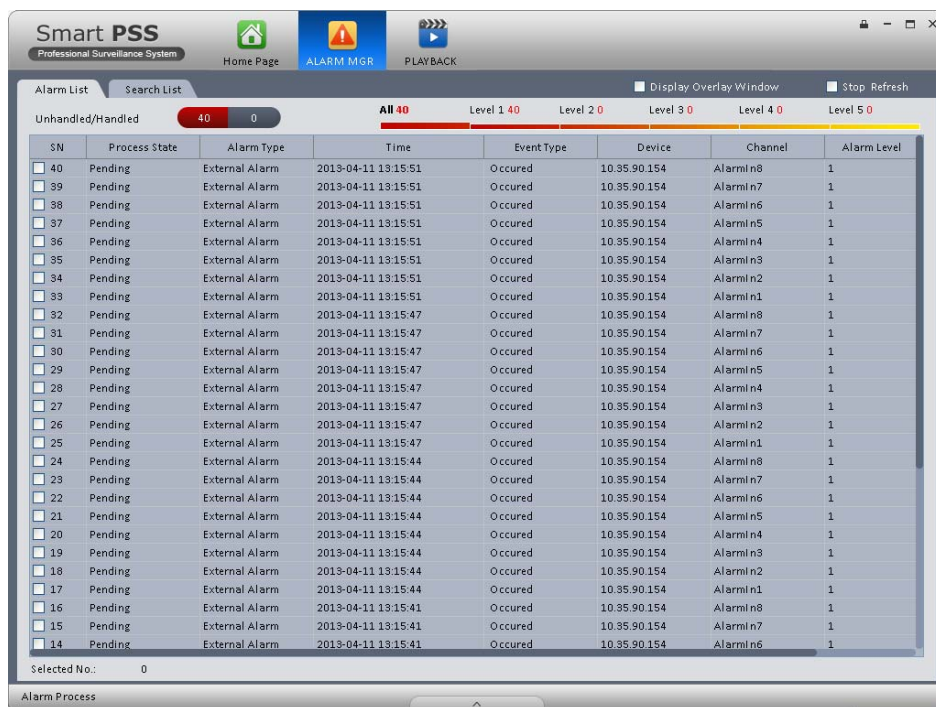 Smart PSS
Professional Surveillance System
Home Page
ALARM MGR
PLAYBACK
Alarm List
Search List
Display Overlay Window
Stop Refresh
Unhandled/Handled 40 0
All 40 Level 1 40 Level 2 0 Level 3 0 Level 4 0 Level 5 0
SN Process State Alarm Type Time Event Type Device Channel Alarm Level
40 Pending External Alarm 2013-04-11 13:15:51 Occured 10.35.90.154 AlarmIn8 1
39 Pending External Alarm 2013-04-11 13:15:51 Occured 10.35.90.154 AlarmIn7 1
38 Pending External Alarm 2013-04-11 13:15:51 Occured 10.35.90.154 AlarmIn6 1
37 Pending External Alarm 2013-04-11 13:15:51 Occured 10.35.90.154 AlarmIn5 1
36 Pending External Alarm 2013-04-11 13:15:51 Occured 10.35.90.154 AlarmIn4 1
35 Pending External Alarm 2013-04-11 13:15:51 Occured 10.35.90.154 AlarmIn3 1
34 Pending External Alarm 2013-04-11 13:15:51 Occured 10.35.90.154 AlarmIn2 1
33 Pending External Alarm 2013-04-11 13:15:51 Occured 10.35.90.154 AlarmIn1 1
32 Pending External Alarm 2013-04-11 13:15:47 Occured 10.35.90.154 AlarmIn8 1
31 Pending External Alarm 2013-04-11 13:15:47 Occured 10.35.90.154 AlarmIn7 1
30 Pending External Alarm 2013-04-11 13:15:47 Occured 10.35.90.154 AlarmIn6 1
29 Pending External Alarm 2013-04-11 13:15:47 Occured 10.35.90.154 AlarmIn5 1
28 Pending External Alarm 2013-04-11 13:15:47 Occured 10.35.90.154 AlarmIn4 1
27 Pending External Alarm 2013-04-11 13:15:47 Occured 10.35.90.154 AlarmIn3 1
26 Pending External Alarm 2013-04-11 13:15:47 Occured 10.35.90.154 AlarmIn2 1
25 Pending External Alarm 2013-04-11 13:15:47 Occured 10.35.90.154 AlarmIn1 1
24 Pending External Alarm 2013-04-11 13:15:44 Occured 10.35.90.154 AlarmIn8 1
23 Pending External Alarm 2013-04-11 13:15:44 Occured 10.35.90.154 AlarmIn7 1
22 Pending External Alarm 2013-04-11 13:15:44 Occured 10.35.90.154 AlarmIn6 1
21 Pending External Alarm 2013-04-11 13:15:44 Occured 10.35.90.154 AlarmIn5 1
20 Pending External Alarm 2013-04-11 13:15:44 Occured 10.35.90.154 AlarmIn4 1
19 Pending External Alarm 2013-04-11 13:15:44 Occured 10.35.90.154 AlarmIn3 1
18 Pending External Alarm 2013-04-11 13:15:44 Occured 10.35.90.154 AlarmIn2 1
17 Pending External Alarm 2013-04-11 13:15:44 Occured 10.35.90.154 AlarmIn1 1
16 Pending External Alarm 2013-04-11 13:15:41 Occured 10.35.90.154 AlarmIn8 1
15 Pending External Alarm 2013-04-11 13:15:41 Occured 10.35.90.154 AlarmIn7 1
14 Pending External Alarm 2013-04-11 13:15:41 Occured 10.35.90.154 AlarmIn6 1
Selected No.: 0
Alarm Process